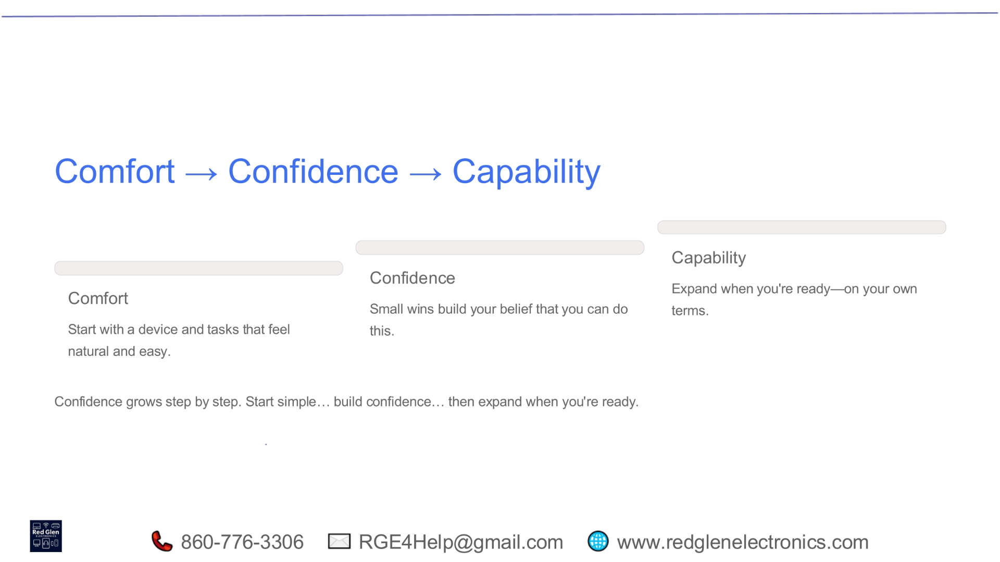 Comfort → Confidence → Capability
Comfort
Start with a device and tasks that feel
natural and easy.
Confidence
Small wins build your belief that you can do
this.
Capability
Expand when you're ready—on your own
terms.
Confidence grows step by step. Start simple… build confidence… then expand when you're ready.
.
Red Glen
ELECTRONICS
860-776-3306 RGE4Help@gmail.com www.redglenelectronics.com